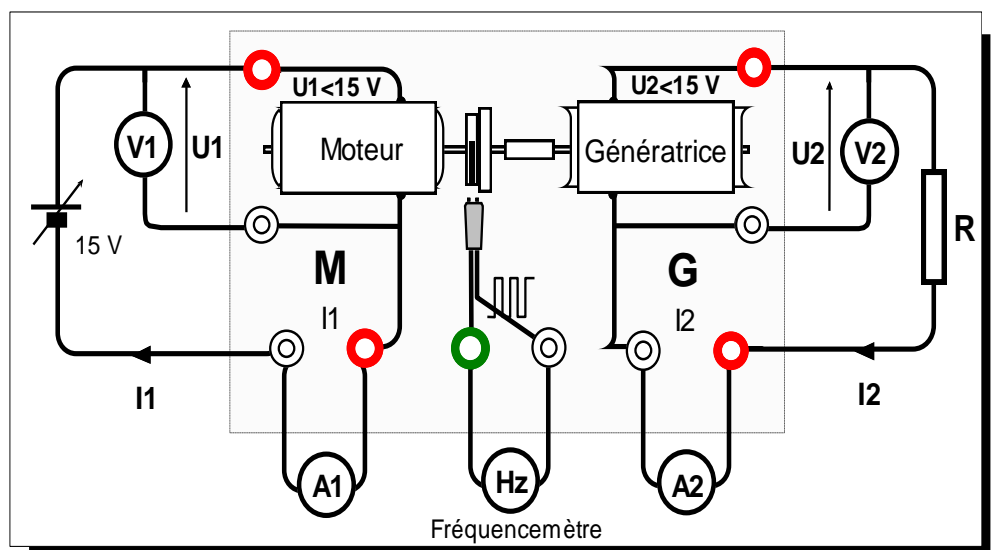 U1<15 V
U2<15 V
V1
U1
Moteur
Génératrice
U2
V2
15 V
R
M
G
I1
I2
I1
I2
A1
Hz
A2
Fréquencemètre